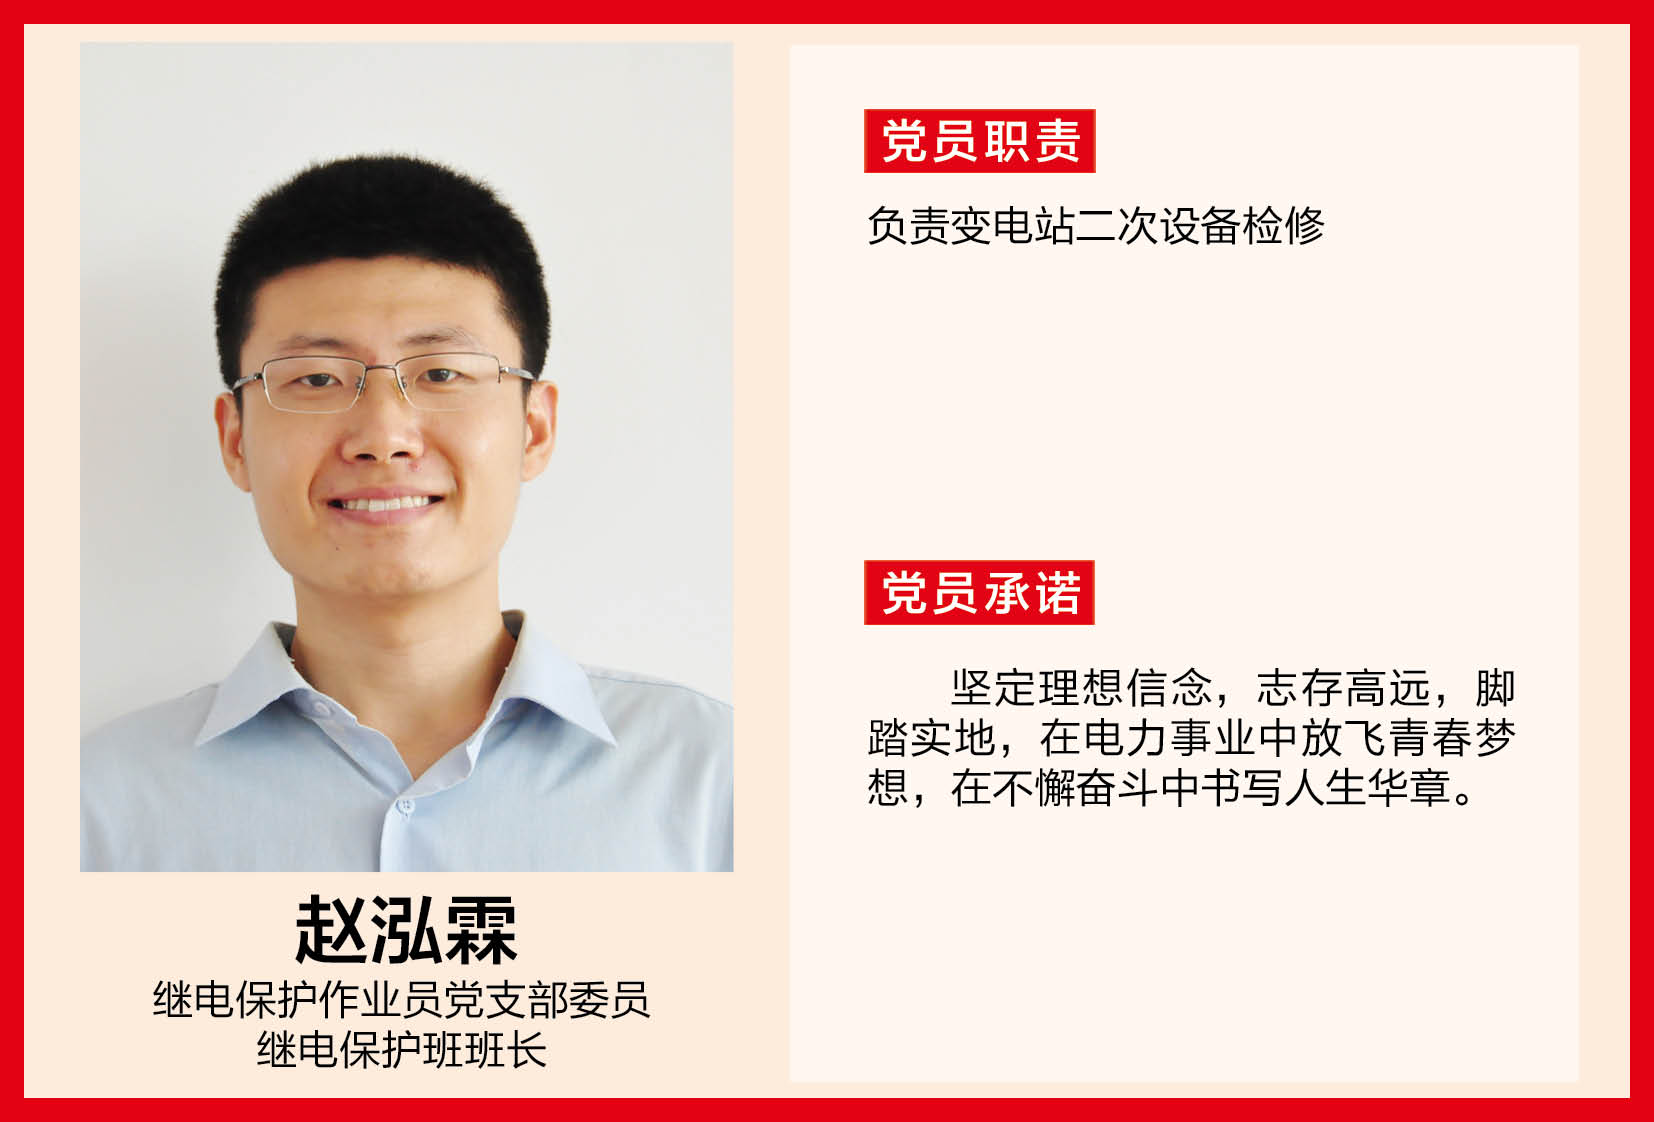 赵泓霖
继电保护作业员党支部委员
继电保护班班长
党员职责
负责变电站二次设备检修
党员承诺
坚定理想信念，志存高远，脚
踏实地，在电力事业中放飞青春梦
想，在不懈奋斗中书写人生华章。